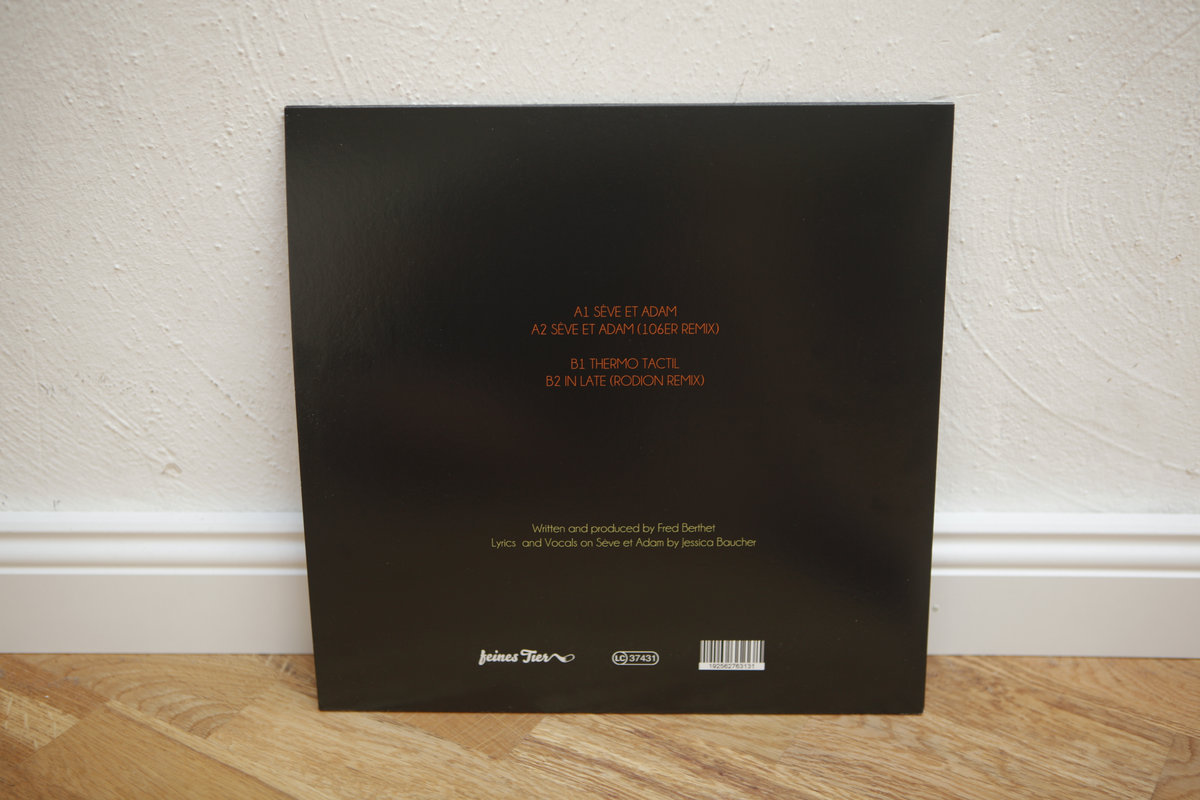 A1 SÈVE ET ADAM
A2 SÈVE ET ADAM (106ER REMIX)
B1 THERMO TACTIL
B2 IN LATE (RODION REMIX)
Written and produced by Fred Berthet
Lyrics and Vocals on Sève et Adam by Jessica Baucher
feines Tier
LC 37431
192562763131